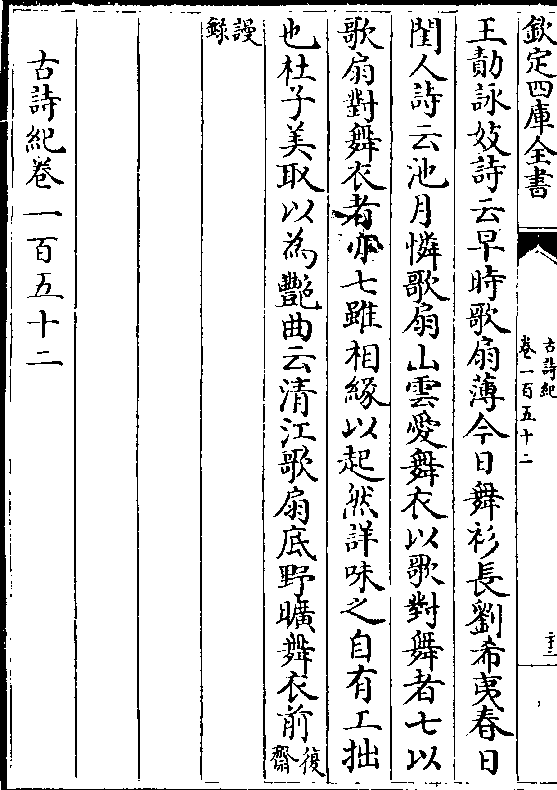 欽定四庫全書
古詩紀
卷一百五十二
王勣詠妓詩云早時歌扇薄今日舞衫長劉希夷春日
閨人詩云池月憐歌扇山雲愛舞衣以歌對舞者七以
歌扇對舞衣者亦七雖相緣以起然詳味之自有工拙
也杜子美取以為艷曲云清江歌扇底野曠舞衣前復齋
謾録
古詩紀卷一百五十二